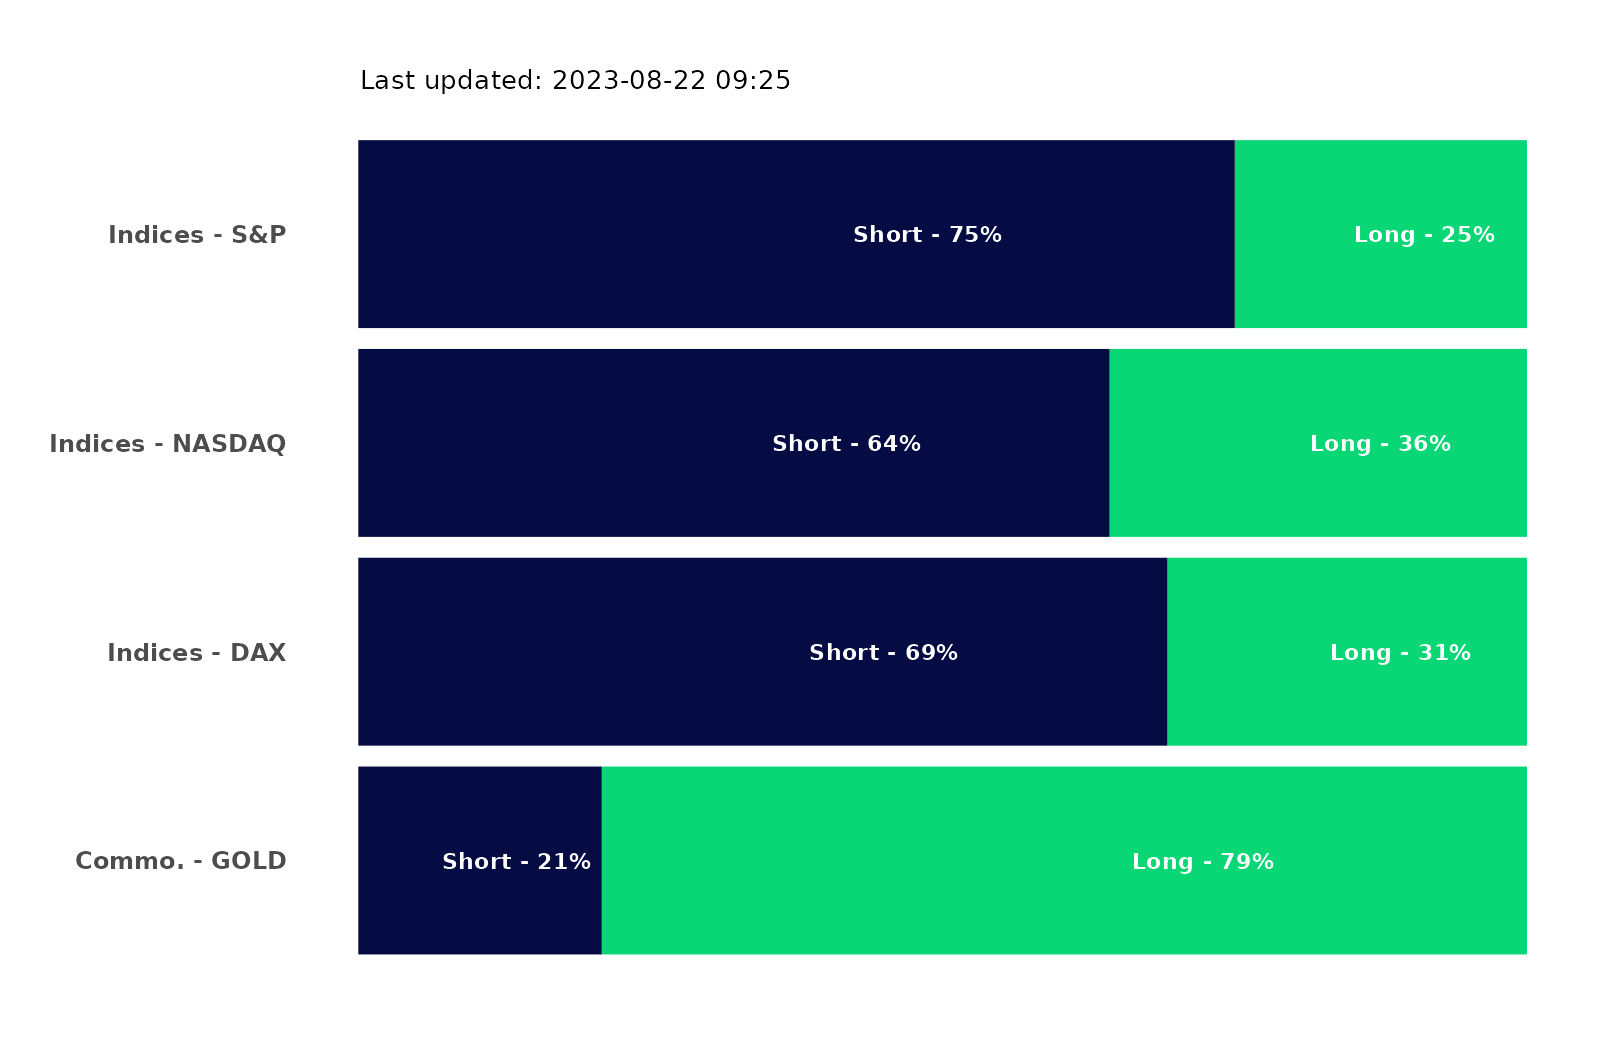 Last updated: 2023-08-22 09:25
Indices - S&P Short - 75% Long - 25%
Indices - NASDAQ Short - 64% Long - 36%
Indices - DAX Short - 69% Long - 31%
Commo. - GOLD Short - 21% Long - 79%